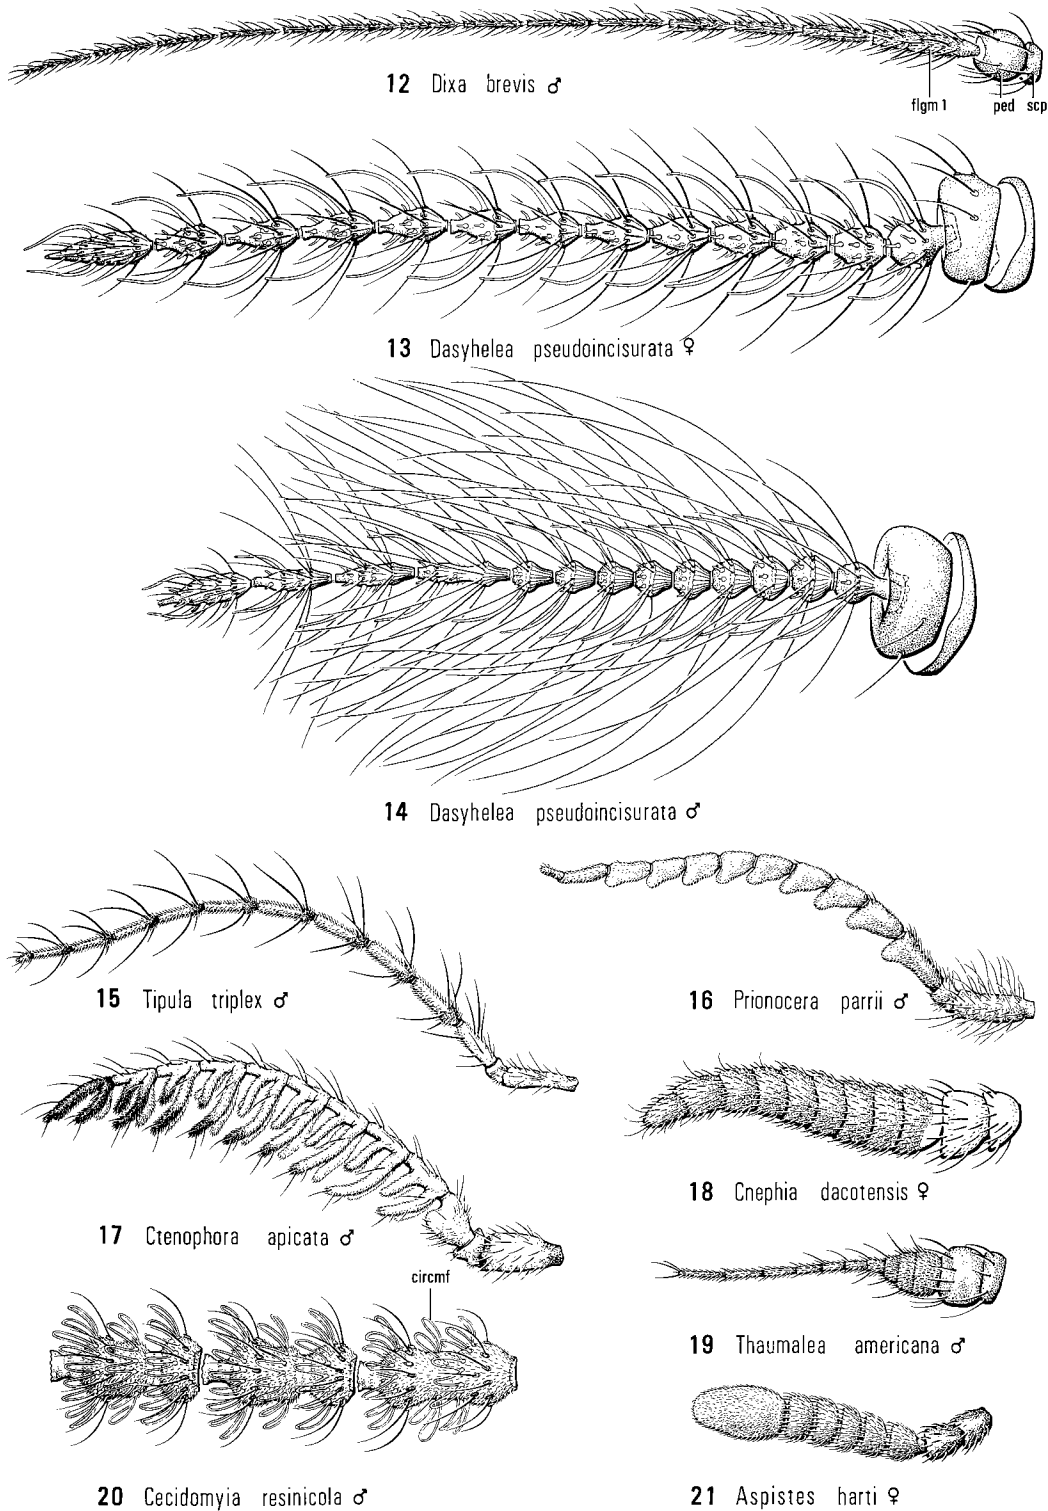 12 Dixa brevis ♂
flgm 1 ped scp
13 Dasyhelea pseudoincisurata ♀
14 Dasyhelea pseudoincisurata ♂
15 Tipula triplex ♂
16 Prionocera parrii ♂
17 Ctenophora apicata ♂
18 Cnephia dacotensis ♀
circmf
19 Thaumalea americana ♂
20 Cecidomyia resinicola ♂
21 Aspistes harti ♀